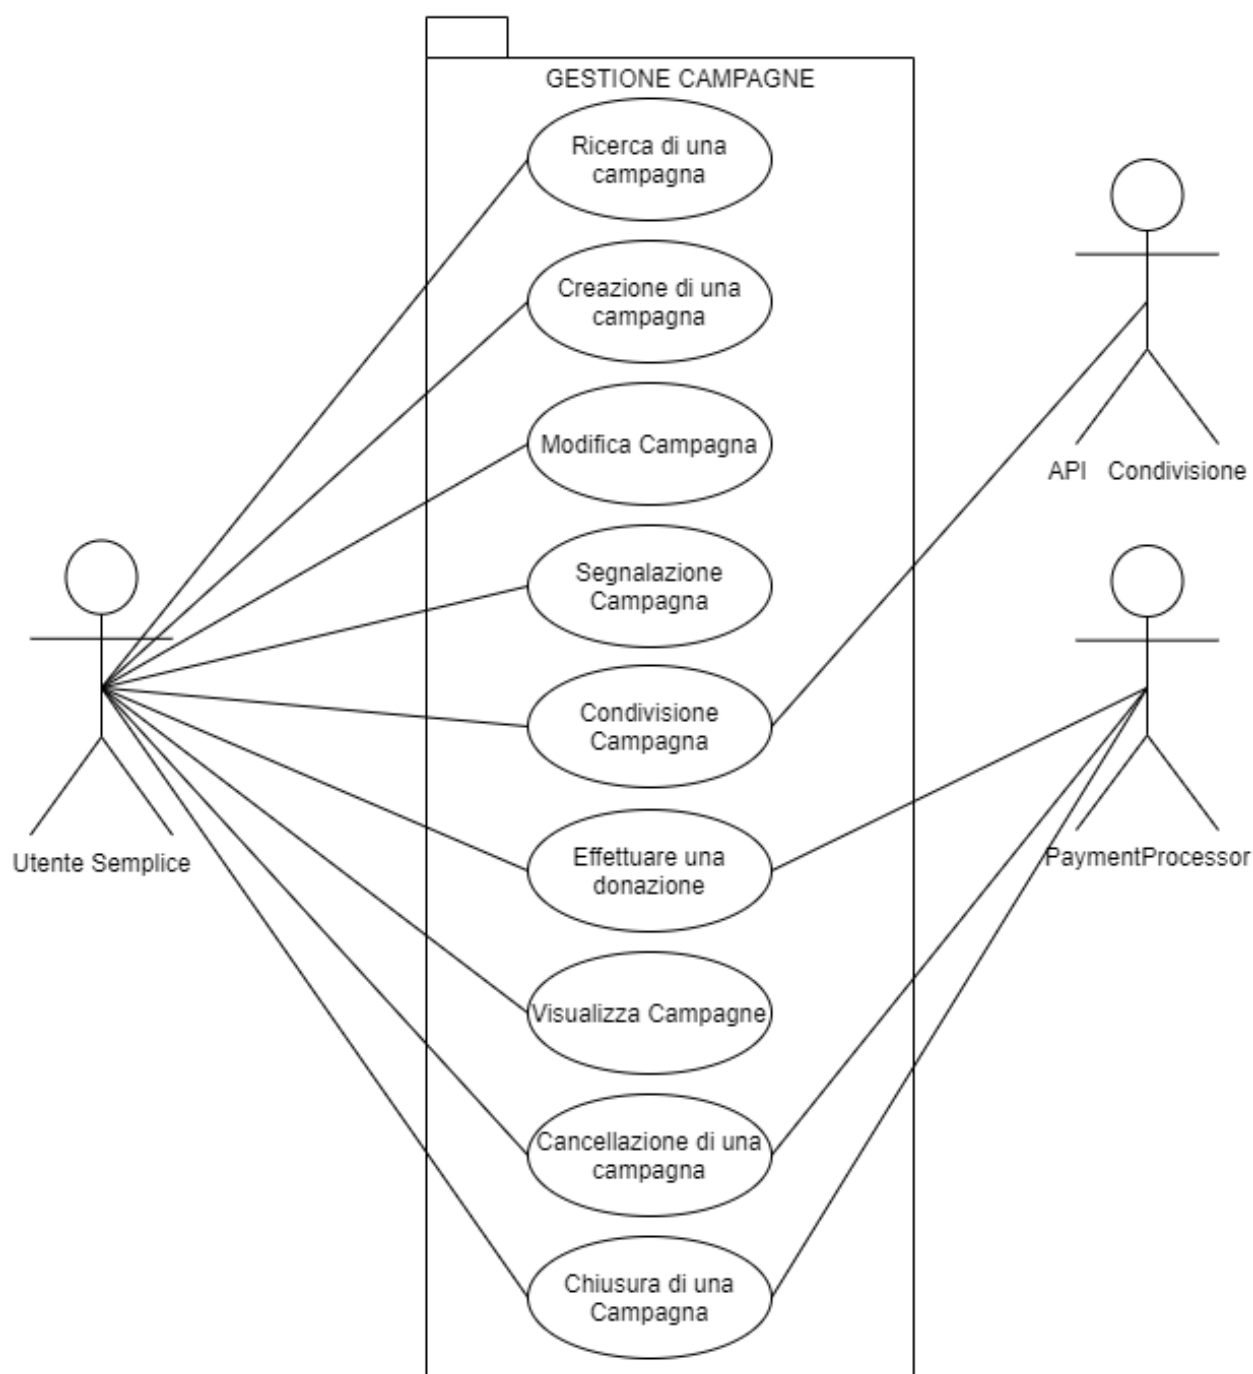 GESTIONE CAMPAGNE
Ricerca di una
campagna
Creazione di una
campagna
Modifica Campagna
Segnalazione
Campagna
Condivisione
Campagna
Effettuare una
donazione
Visualizza Campagne
Cancellazione di una
campagna
Chiusura di una
Campagna
Utente Semplice
API Condivisione
PaymentProcessor